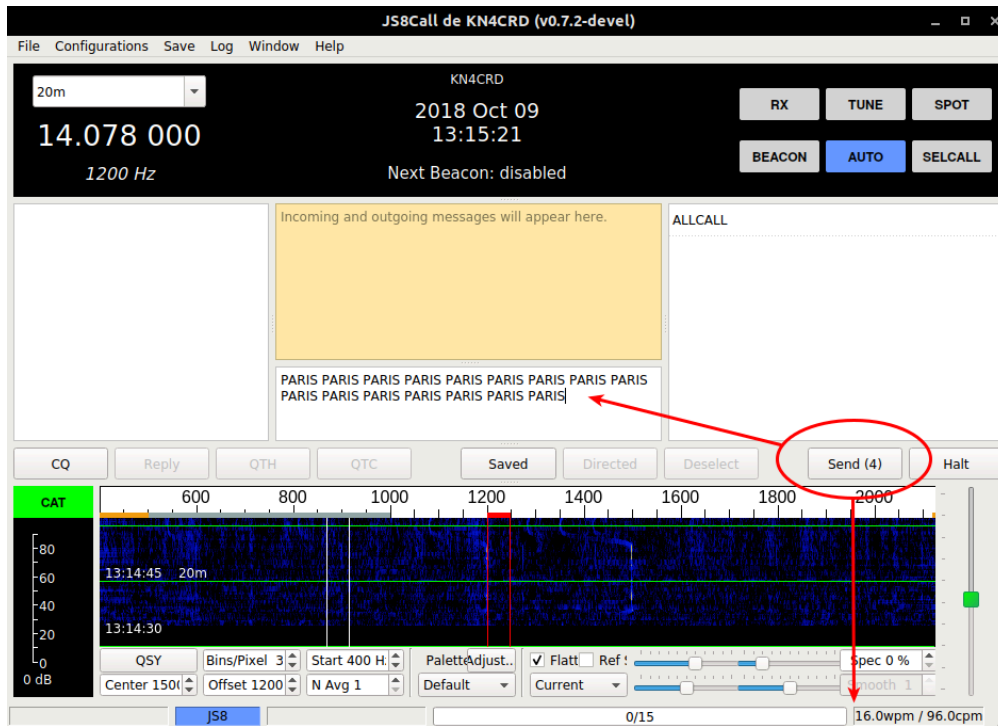 JS8Call de KN4CRD (v0.7.2-devel)
File Configurations Save Log Window Help
20m
14.078 000
1200 Hz
KN4CRD
2018 Oct 09
13:15:21
Next Beacon: disabled
RX TUNE SPOT
BEACON AUTO SELCALL
Incoming and outgoing messages will appear here.
ALLCALL
PARIS PARIS PARIS PARIS PARIS PARIS PARIS PARIS PARIS
PARIS PARIS PARIS PARIS PARIS PARIS PARIS
CQ Reply QTH QTC Saved Directed Deselect Send (4) Halt
CAT
600 800 1000 1200 1400 1600 1800 2000
80
60
40
20
0
0 dB
13:14:45 20m
13:14:30
QSY Bins/Pixel 3 Start 400 H: Palette Adjust.. Flatt Ref Spec 0 %
Center 1500 Offset 1200 N Avg 1 Default Current Smooth 1
JS8 0/15 16.0wpm / 96.0cpm